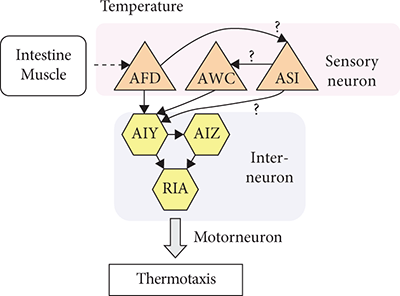 Temperature
?
Intestine
Muscle
?
Sensory
neuron
AFD
AWC
ASI
?
AIY
AIZ
Inter-
neuron
RIA
Motorneuron
Thermotaxis